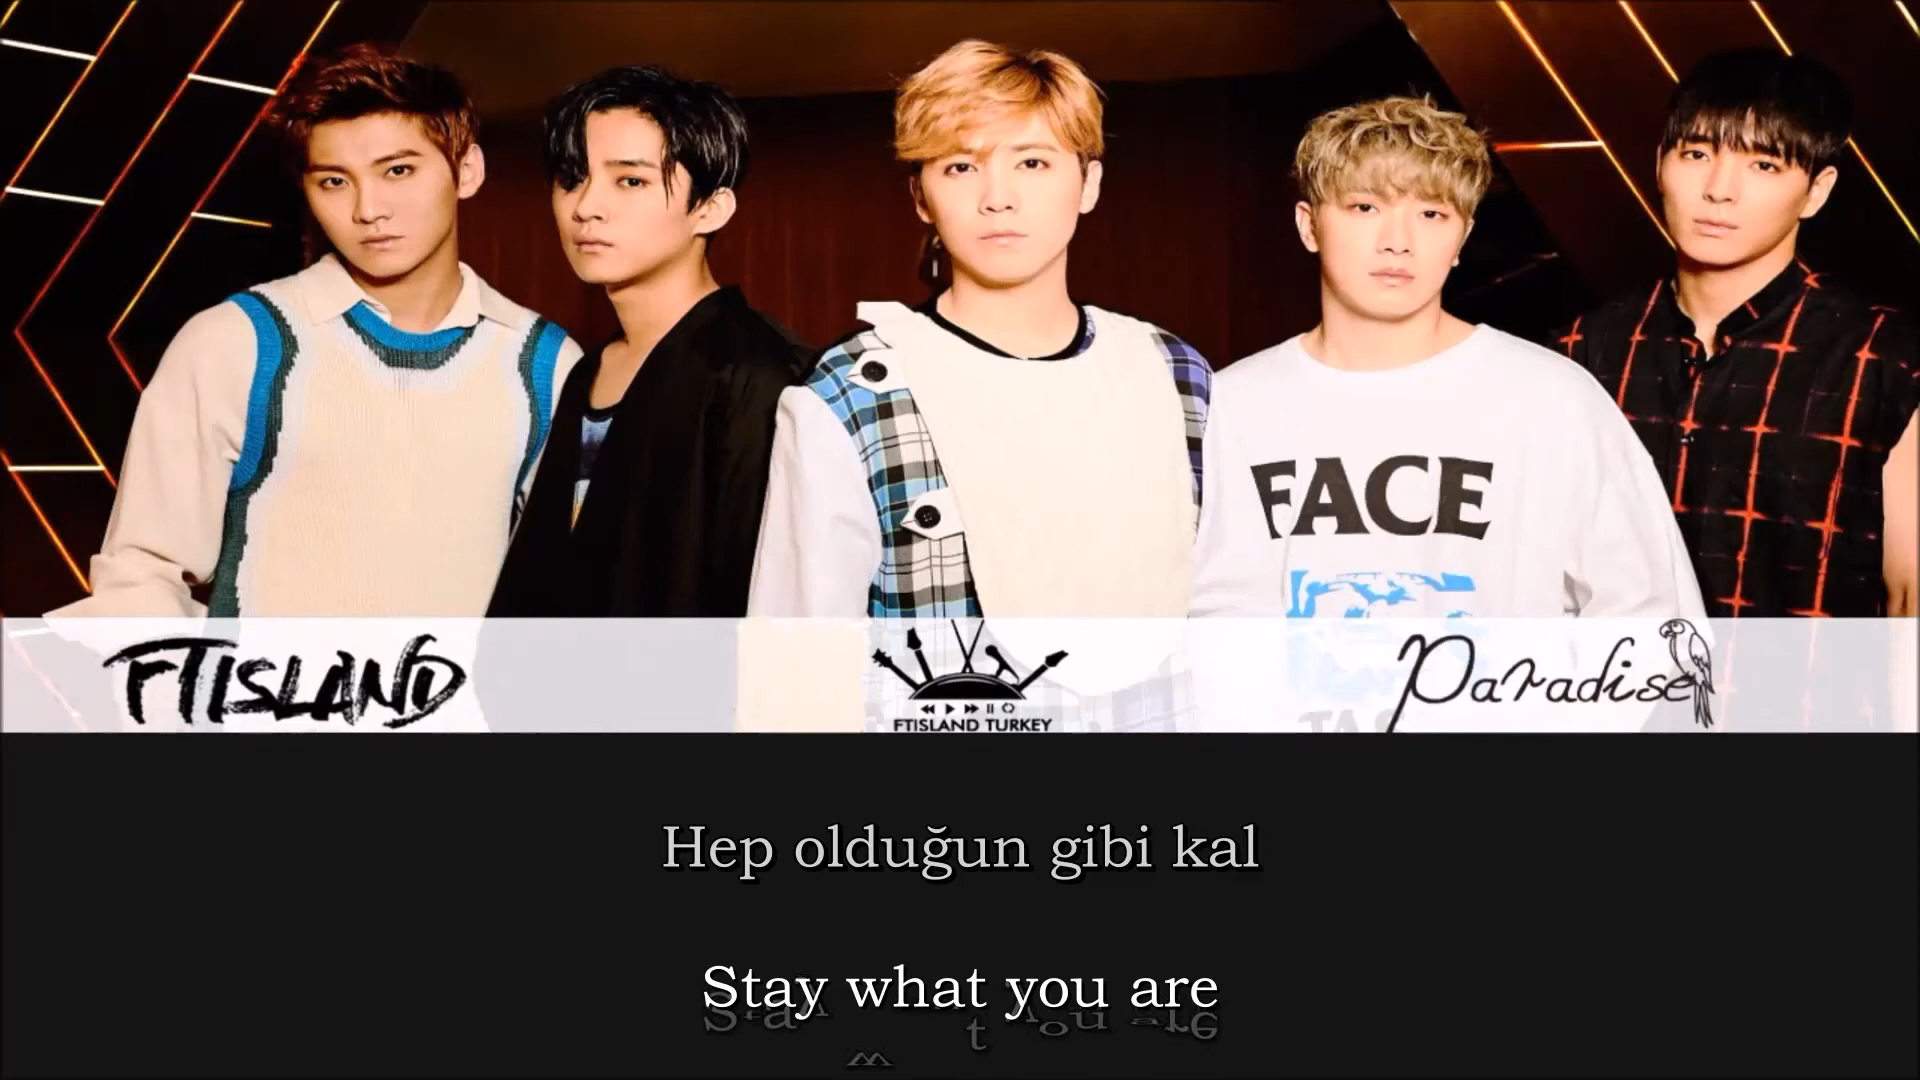 FACE
FTISLAND
FTISLAND TURKEY
Paradise
Hep olduğun gibi kal
Stay what you are